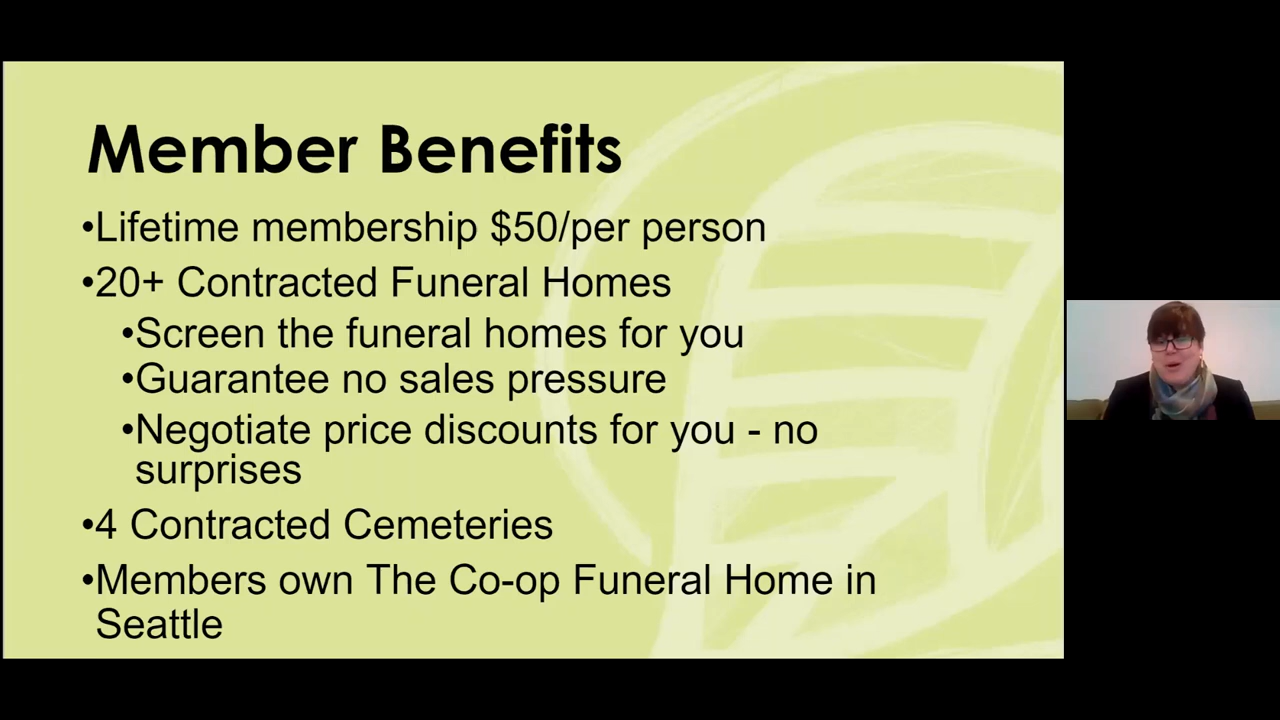 Member Benefits
•Lifetime membership $50/per person
•20+ Contracted Funeral Homes
•Screen the funeral homes for you
•Guarantee no sales pressure
•Negotiate price discounts for you - no
surprises
•4 Contracted Cemeteries
•Members own The Co-op Funeral Home in
Seattle